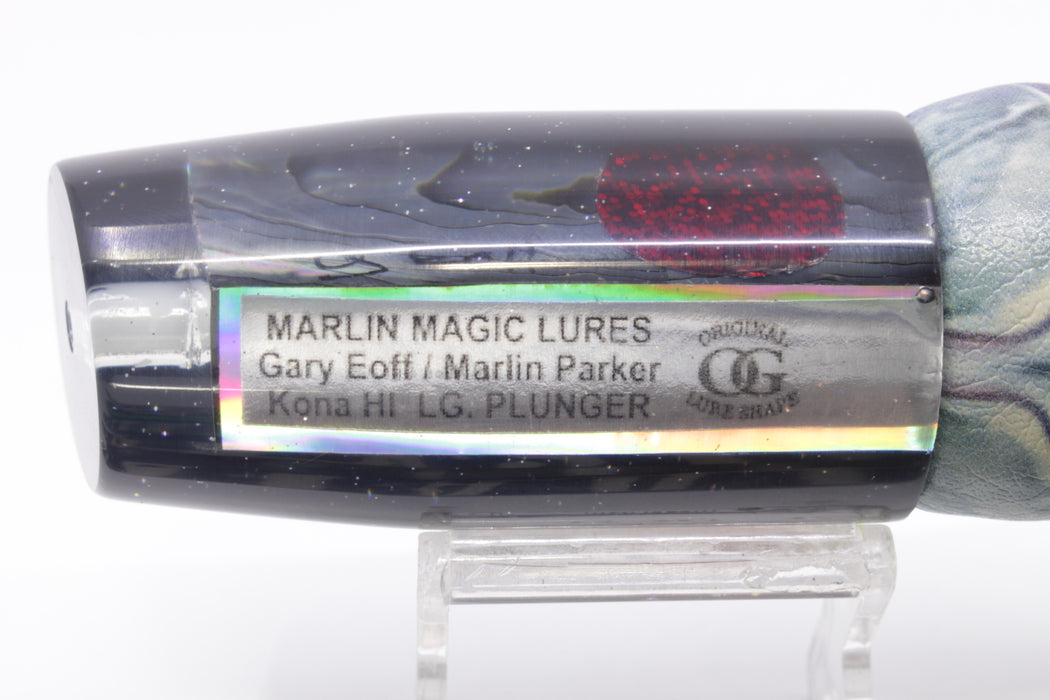 MARLIN MAGIC LURES
Gary Eoff / Marlin Parker
Kona HI LG. PLUNGER
ORIGINAL
OG
LURE SHAPE